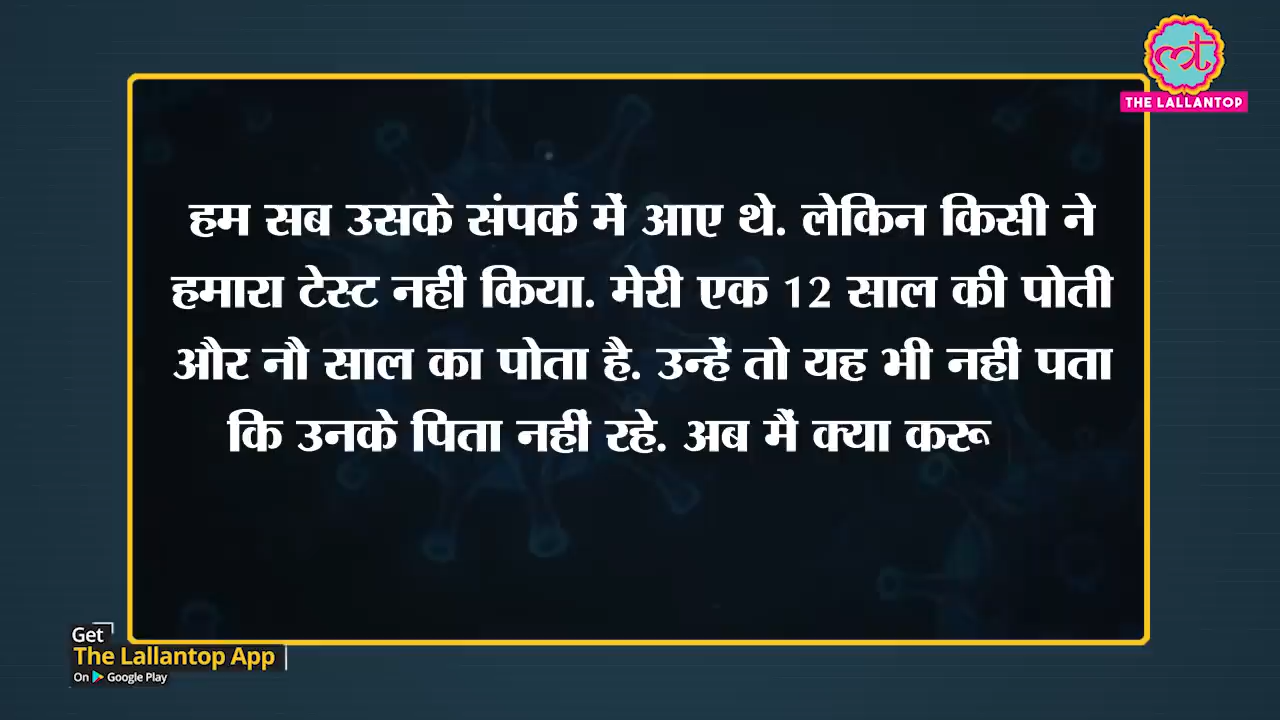 THE LALLANTOP
हम सब उसके संपर्क में आए थे. लेकिन किसी ने
हमारा टेस्ट नहीं किया. मेरी एक 12 साल की पोती
और नौ साल का पोता है. उन्हें तो यह भी नहीं पता
कि उनके पिता नहीं रहे. अब मैं क्या करू
Get
The Lallantop App
On Google Play